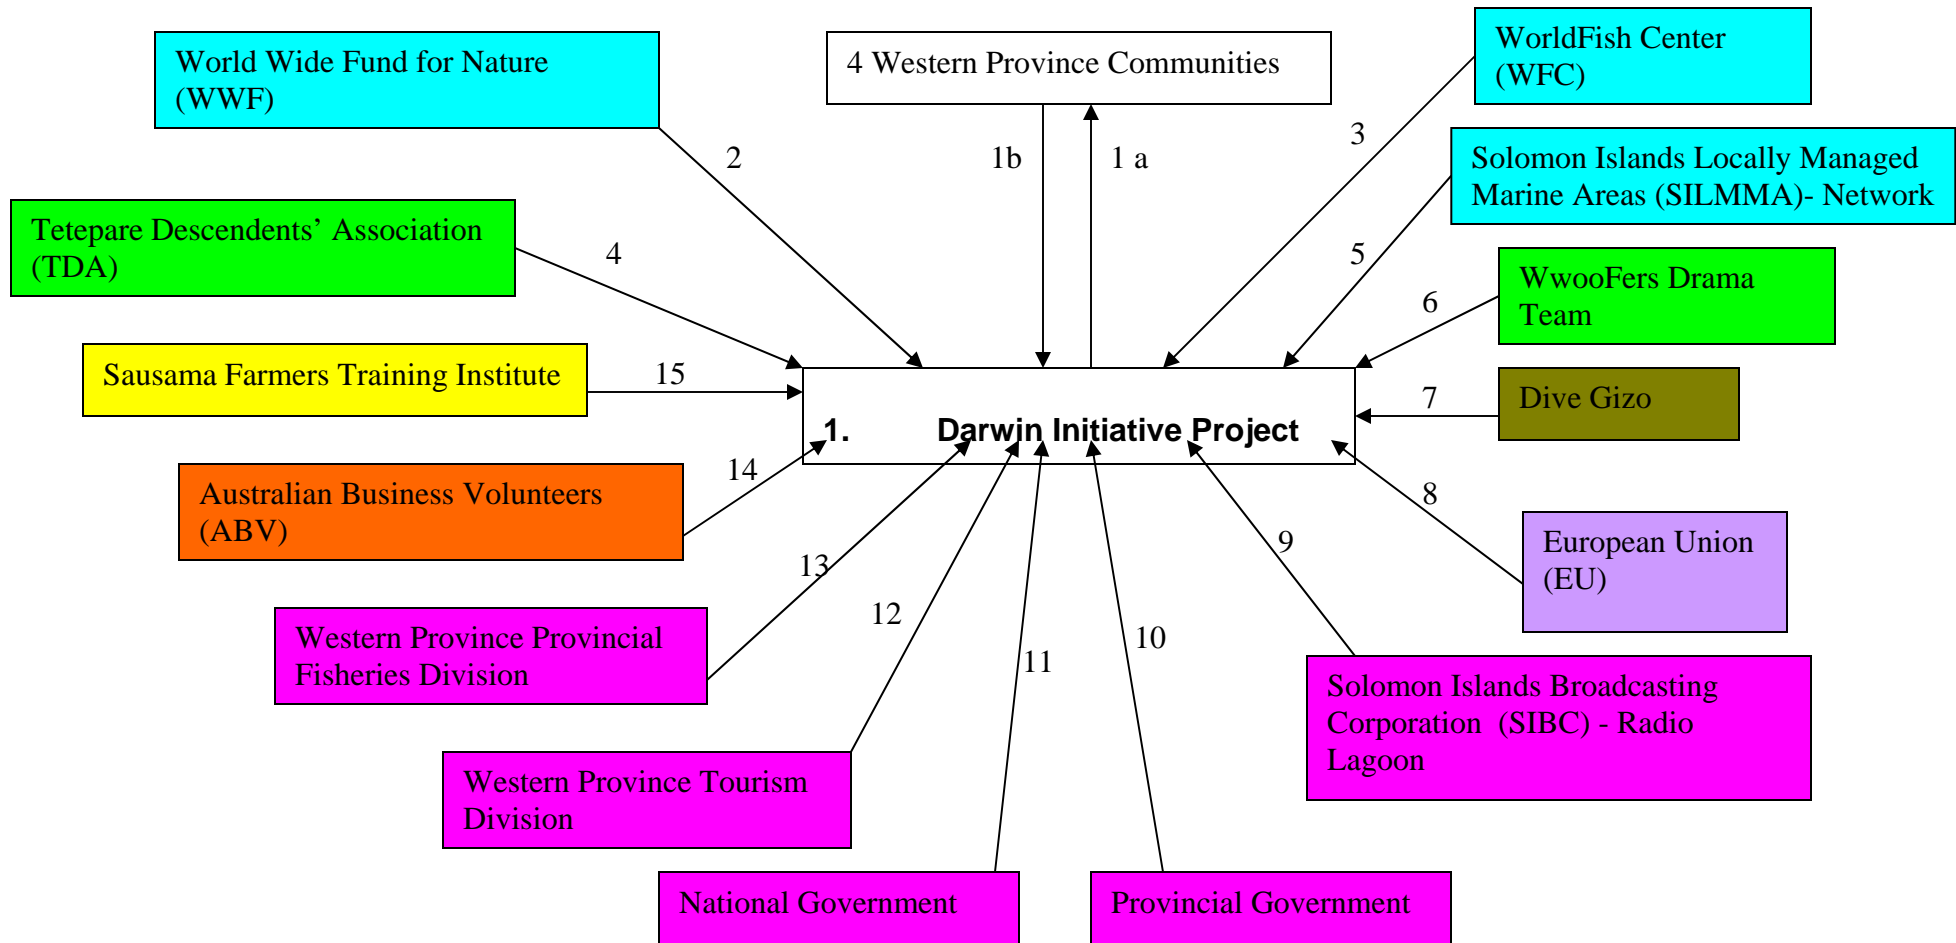 World Wide Fund for Nature
(WWF)
4 Western Province Communities
WorldFish Center
(WFC)
2
1b
1 a
3
Solomon Islands Locally Managed
Marine Areas (SILMMA)- Network
Tetepare Descendents’ Association
(TDA)
4
5
WwooFers Drama
Team
6
Sausama Farmers Training Institute
15
7
Dive Gizo
1. Darwin Initiative Project
Australian Business Volunteers
(ABV)
14
8
European Union
(EU)
13
9
12
10
11
Western Province Provincial
Fisheries Division
Solomon Islands Broadcasting
Corporation  (SIBC) - Radio
Lagoon
Western Province Tourism
Division
National Government
Provincial Government